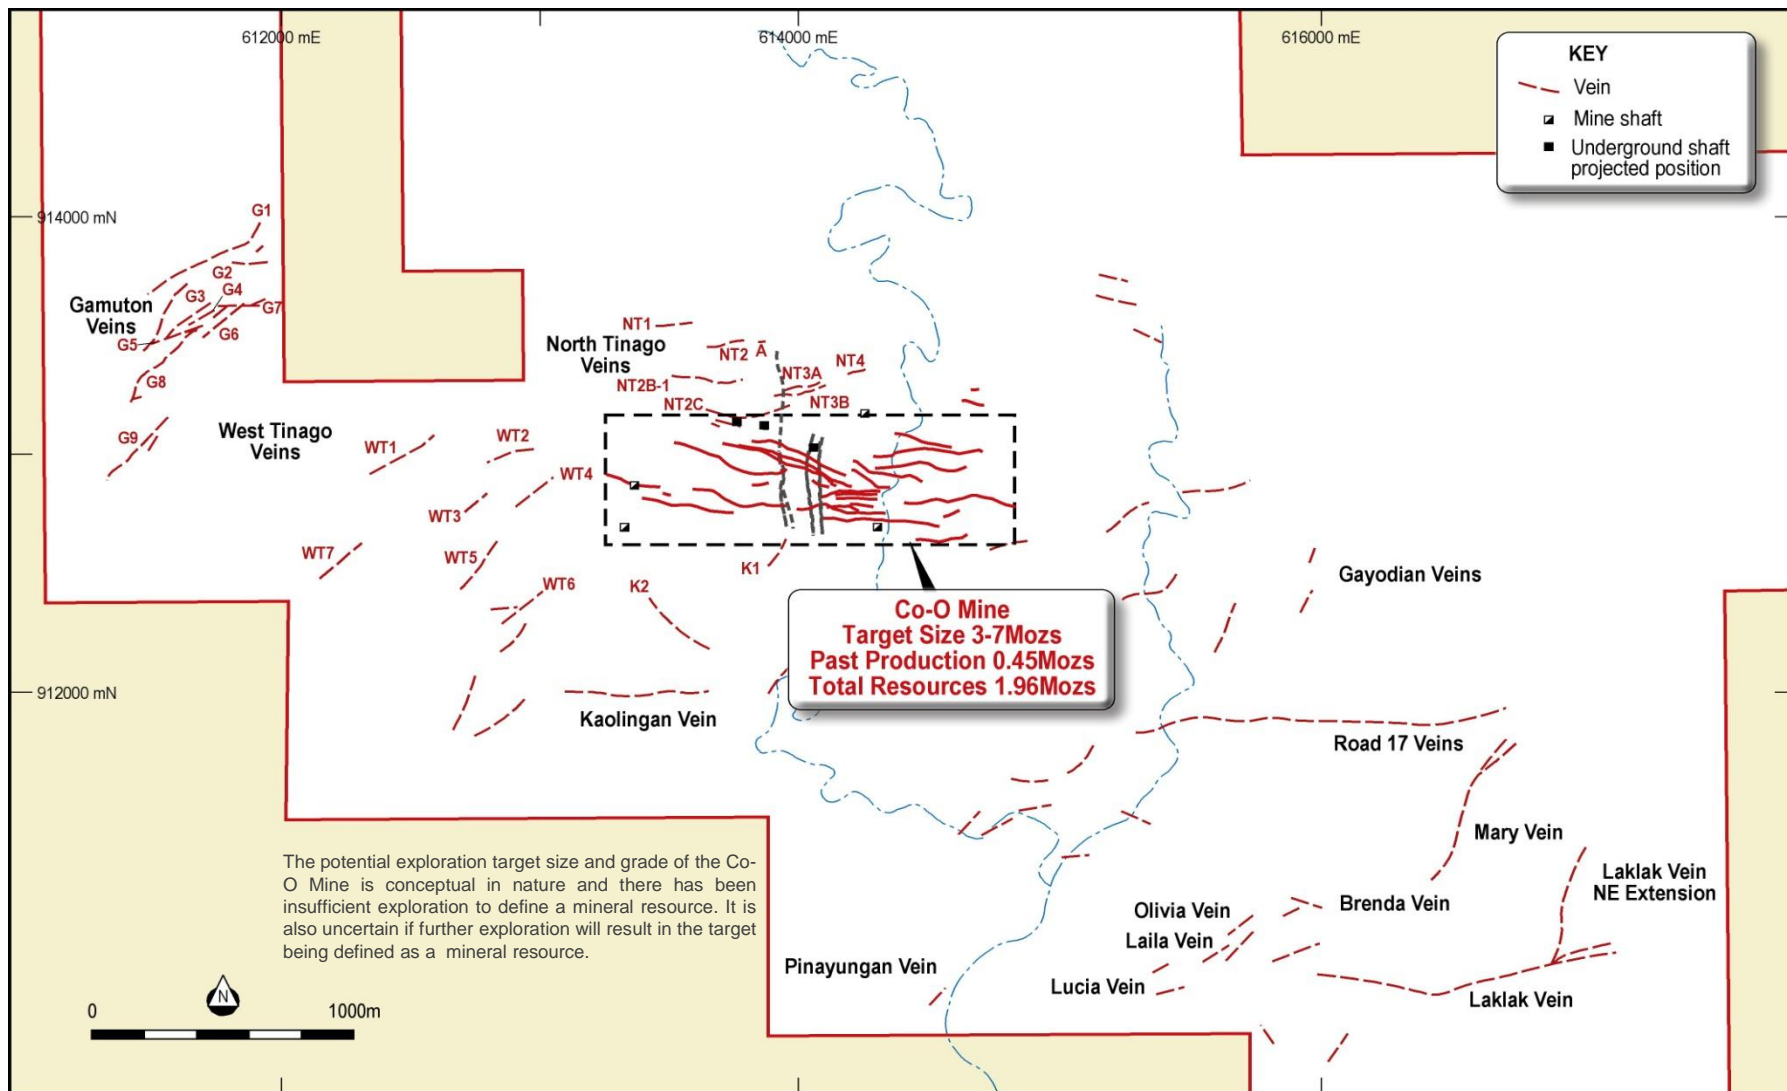 612000 mE
614000 mE
616000 mE
KEY
Vein
Mine shaft
Underground shaft
projected position
914000 mN
G1
G2
G3
G4
G7
Gamuton
Veins
G5
G6
G8
G9
NT1
North Tinago
Veins
NT2
A
NT3A
NT4
NT2B-1
NT2C
NT3B
West Tinago
Veins
WT1
WT2
WT4
WT3
WT7
WT5
WT6
K1
K2
Gayodian Veins
Co-O Mine
Target Size 3-7Mozs
Past Production 0.45Mozs
Total Resources 1.96Mozs
912000 mN
Kaolingan Vein
Road 17 Veins
Mary Vein
Laklak Vein
NE Extension
The potential exploration target size and grade of the Co-
O Mine is conceptual in nature and there has been
insufficient exploration to define a mineral resource. It is
also uncertain if further exploration will result in the target
being defined as a mineral resource.
Olivia Vein
Brenda Vein
Laila Vein
Pinayungan Vein
Lucia Vein
Laklak Vein
N
0
1000m